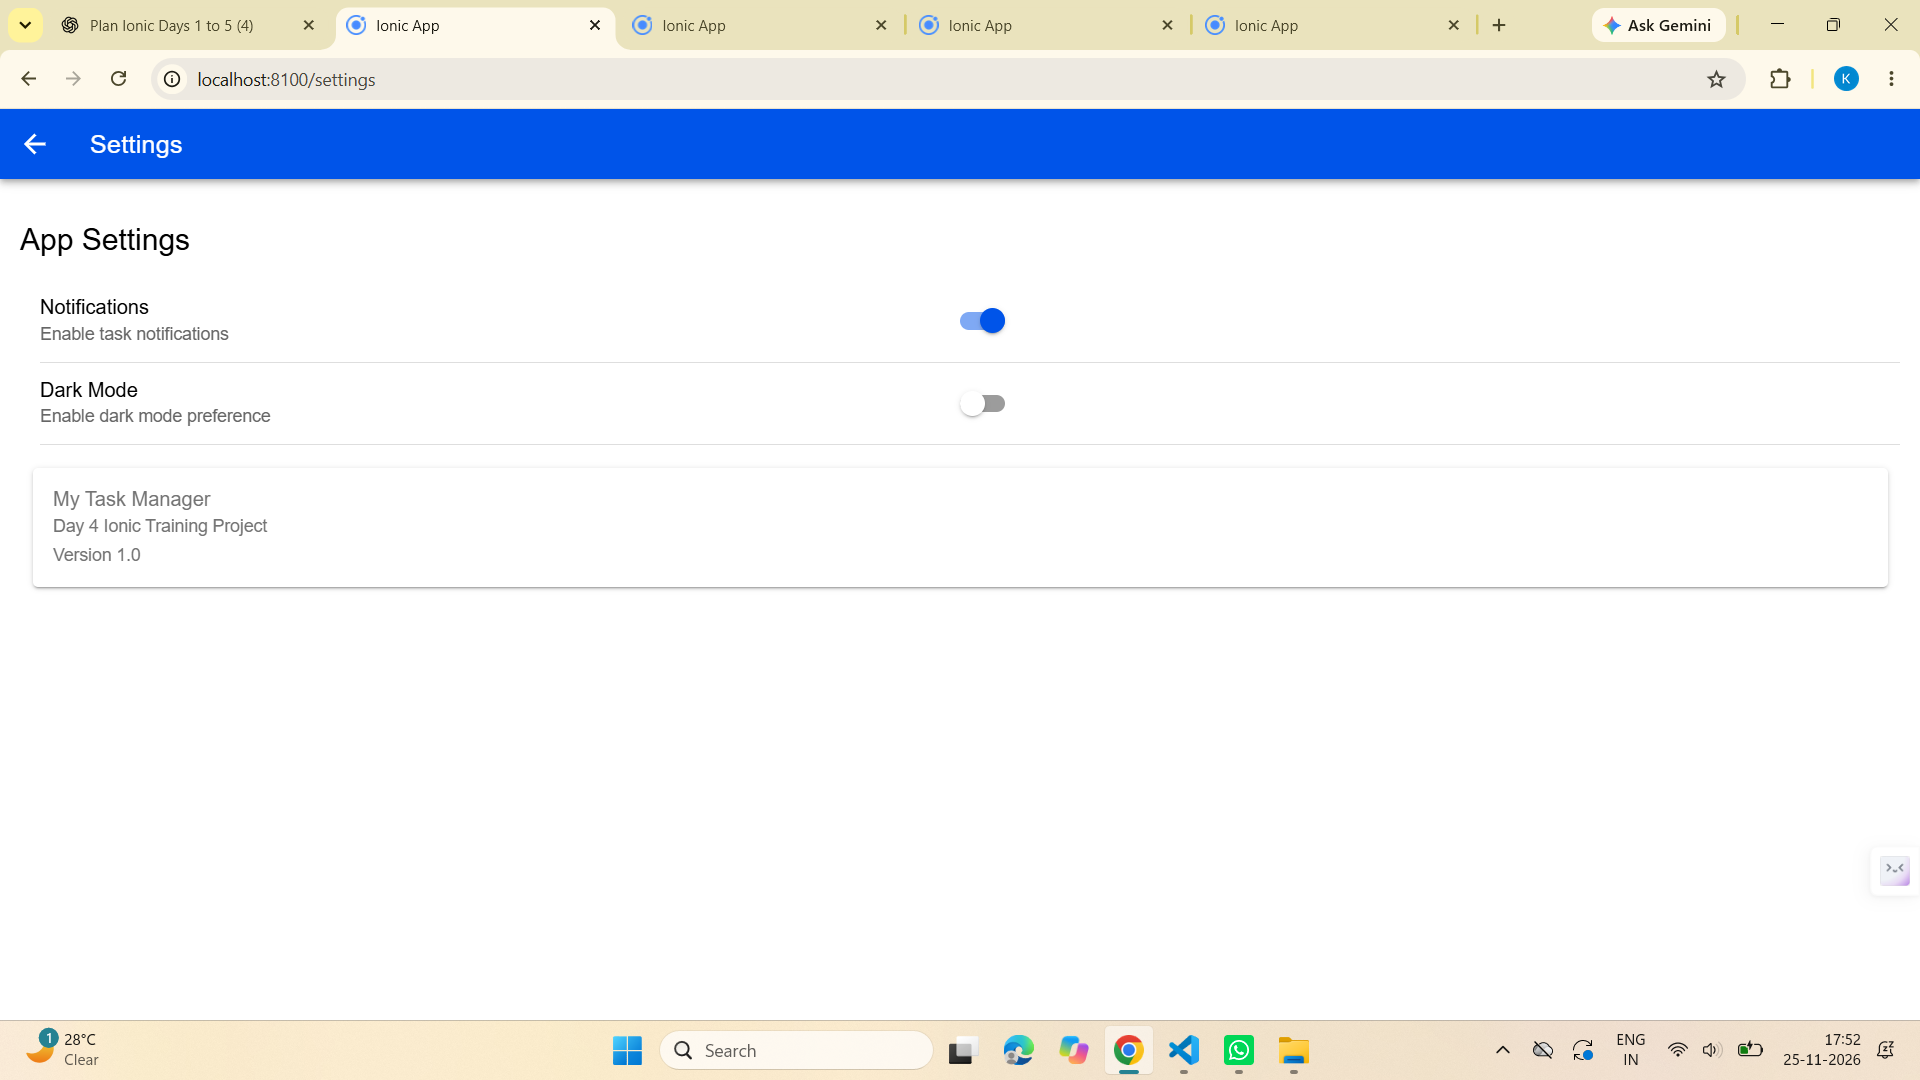 Plan Ionic Days 1 to 5 (4)
Ionic App
Ionic App
Ionic App
Ionic App
Ask Gemini
localhost:8100/settings
K
Settings
App Settings
Notifications
Enable task notifications
Dark Mode
Enable dark mode preference
My Task Manager
Day 4 Ionic Training Project
Version 1.0
1
28°C
Clear
Search
ENG
IN
17:52
25-11-2026